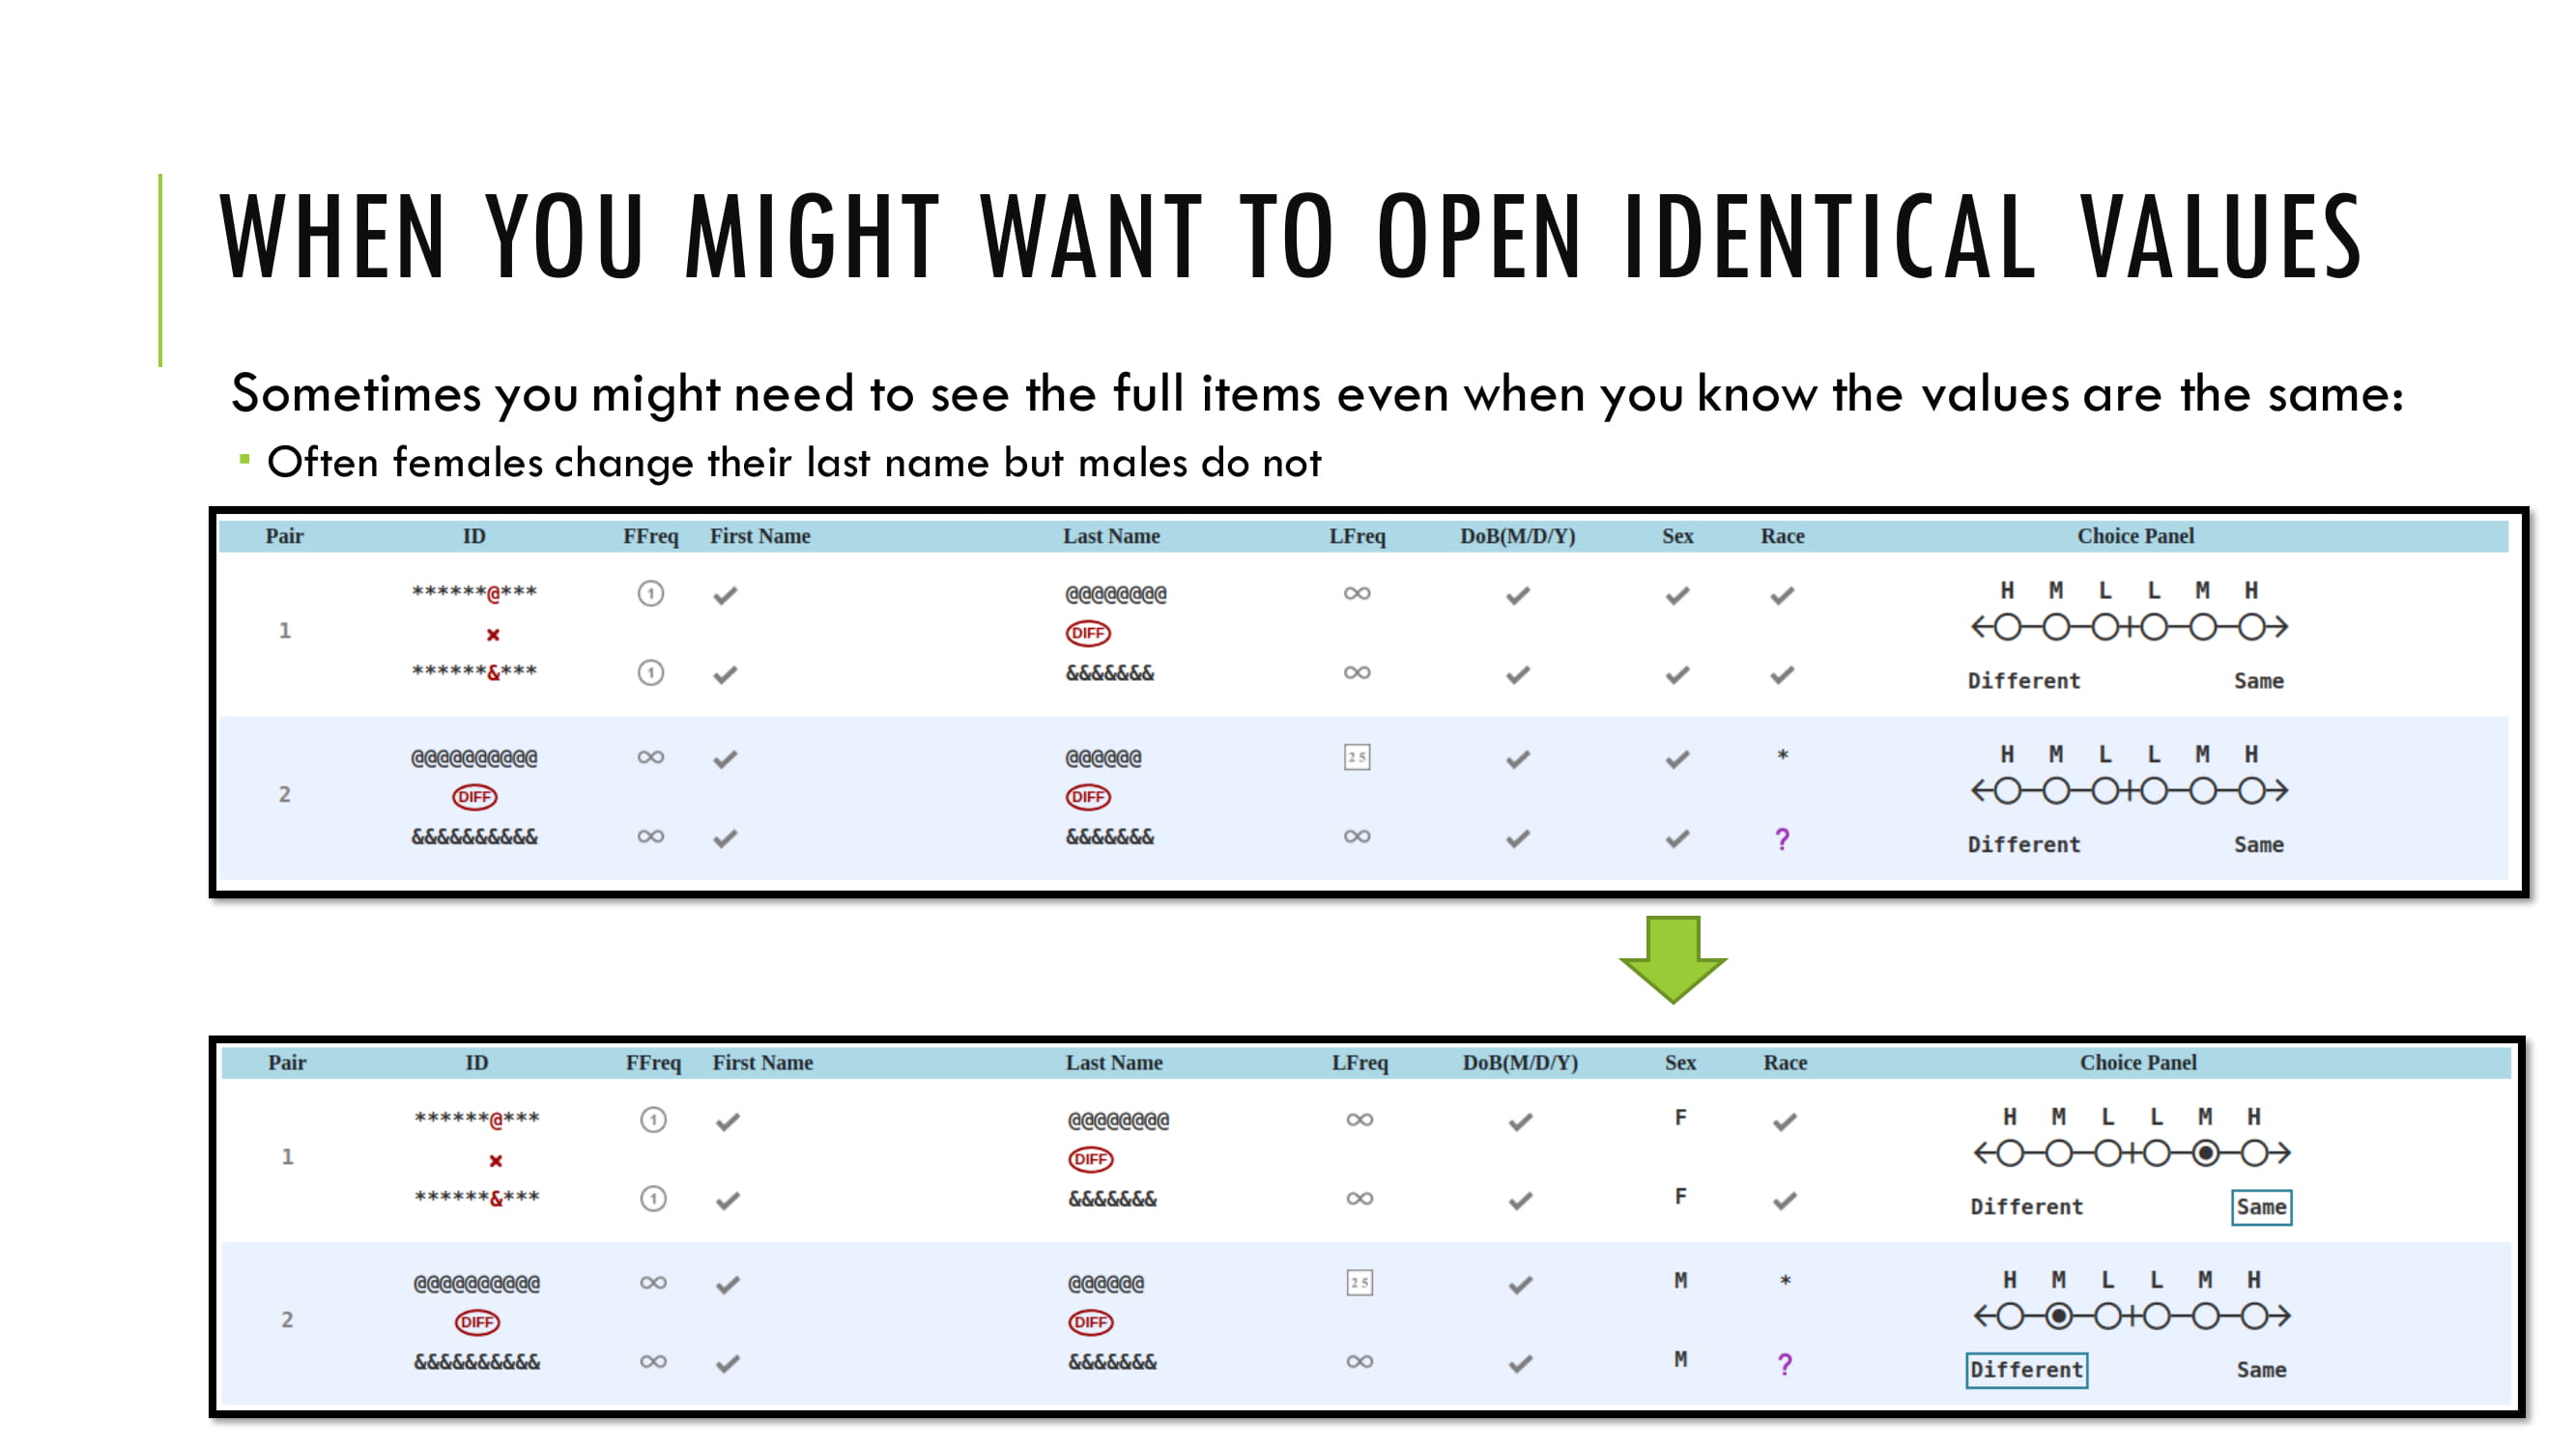 WHEN YOU MIGHT WANT TO OPEN IDENTICAL VALUES
Sometimes you might need to see the full items even when you know the values are the same:
▪ Often females change their last name but males do not
Pair ID FFreq First Name Last Name LFreq DoB(M/D/Y) Sex Race Choice Panel
******@*** 1 ✔ @@@@@@@@ ∞ ✔ ✔ ✔ H M L L M H
1 ✖ DIFF
******&*** 1 ✔ &&&&&&& ∞ ✔ ✔ ✔ Different Same
@@@@@@@@@@ ∞ ✔ @@@@@@ 25 ✔ ✔ * H M L L M H
2 DIFF DIFF
&&&&&&&&&& ∞ ✔ &&&&&&& ∞ ✔ ✔ ? Different Same
Pair ID FFreq First Name Last Name LFreq DoB(M/D/Y) Sex Race Choice Panel
******@*** 1 ✔ @@@@@@@@ ∞ ✔ F ✔ H M L L M H
1 ✖ DIFF
******&*** 1 ✔ &&&&&&& ∞ ✔ F ✔ Different Same
@@@@@@@@@@ ∞ ✔ @@@@@@ 25 ✔ M * H M L L M H
2 DIFF DIFF
&&&&&&&&&& ∞ ✔ &&&&&&& ∞ ✔ M ? Different Same